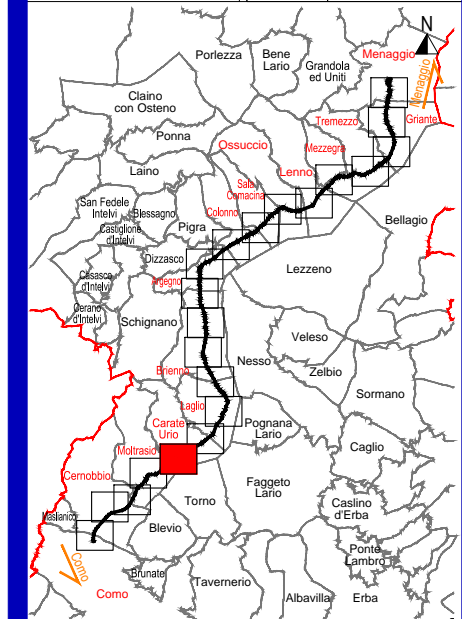 N
Porlezza
Bene
Lario
Grandola
ed Uniti
Menaggio
Menaggio
Claino
con Osteno
Tremezzo
Griante
Ponna
Ossuccio
Mezzegra
Laino
Lenno
Sala
Comacina
San Fedele
Intelvi
Blessagno
Colonno
Castiglione
d'Intelvi
Pigra
Bellagio
Dizzasco
Lezzeno
Casasco
d'Intelvi
Argegno
Cerano
d'Intelvi
Schignano
Veleso
Nesso
Zelbio
Brienno
Sormano
Laglio
Carate
Urio
Pognana
Lario
Caglio
Moltrasio
Cernobbio
Faggeto
Lario
Torno
Caslino
d'Erba
Maslianico
Blevio
Ponte
Lambro
Como
Brunate
Tavernerio
Como
Albavilla
Erba